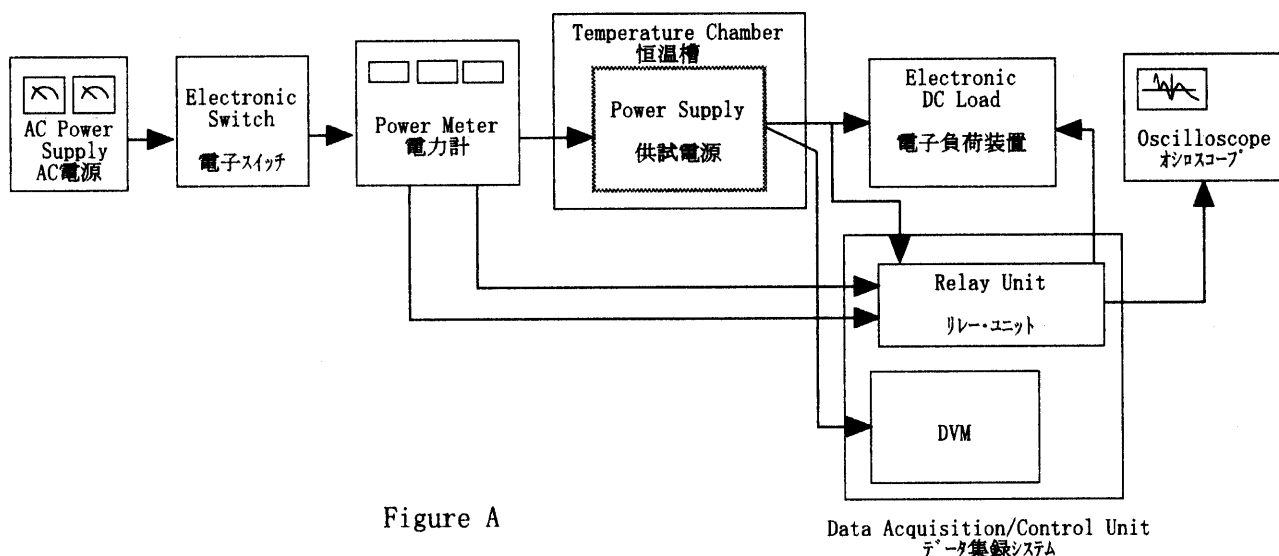 AC Power
Supply
AC電源
Electronic
Switch
電子スイッチ
Power Meter
電力計
Temperature Chamber
恒温槽
Power Supply
供試電源
Electronic
DC Load
電子負荷装置
Oscilloscope
オシロスコープ
Relay Unit
リレー・ユニット
DVM
Figure A
Data Acquisition/Control Unit
データ集録システム